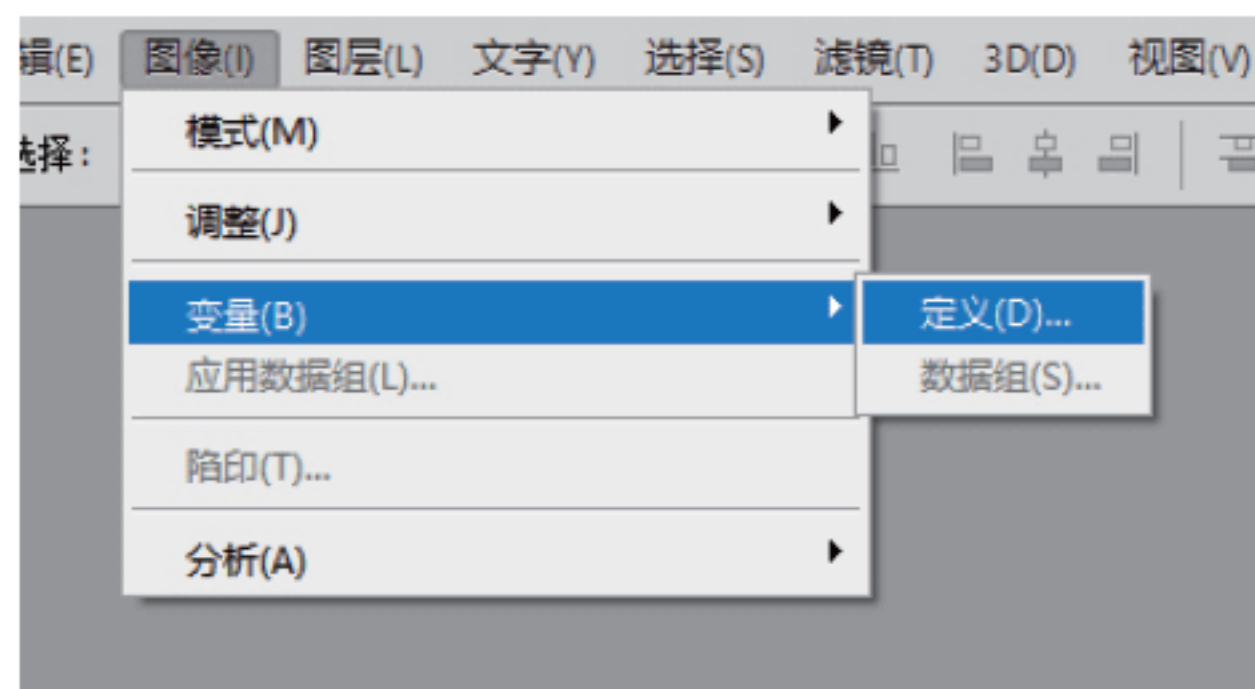 辑(E) 图像(I) 图层(L) 文字(Y) 选择(S) 滤镜(T) 3D(D) 视图(V)
选择：
模式(M)
调整(J)
变量(B)
定义(D)...
应用数据组(L)...
数据组(S)...
陷印(T)...
分析(A)